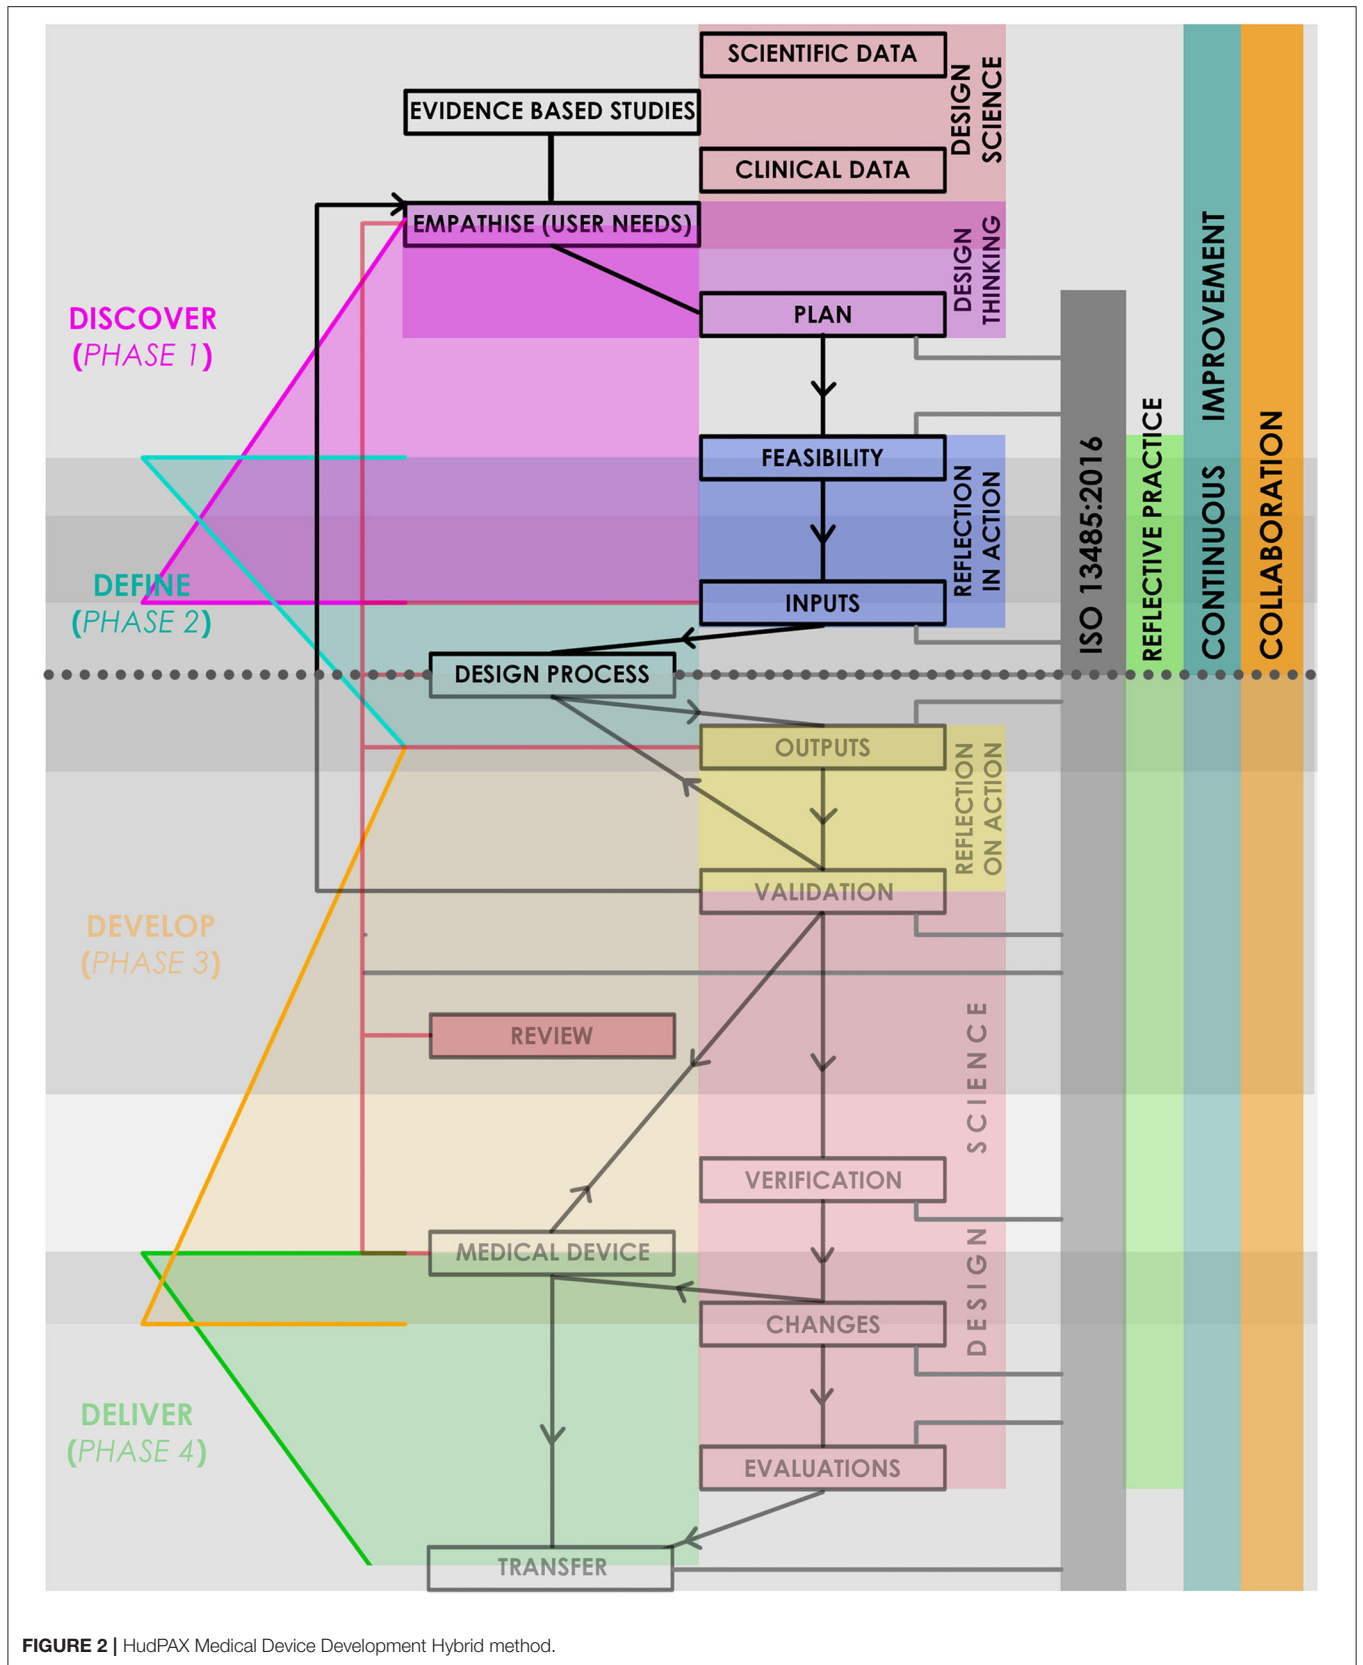 SCIENTIFIC DATA
EVIDENCE BASED STUDIES
CLINICAL DATA
DESIGN
SCIENCE
EMPATHISE (USER NEEDS)
PLAN
DESIGN
THINKING
DISCOVER
(PHASE 1)
FEASIBILITY
INPUTS
REFLECTION
IN ACTION
DEFINE
(PHASE 2)
DESIGN PROCESS
OUTPUTS
VALIDATION
REFLECTION
ON ACTION
DEVELOP
(PHASE 3)
REVIEW
VERIFICATION
MEDICAL DEVICE
CHANGES
DESIGN SCIENCE
DELIVER
(PHASE 4)
EVALUATIONS
TRANSFER
ISO 13485:2016
REFLECTIVE PRACTICE
CONTINUOUS IMPROVEMENT
COLLABORATION
FIGURE 2 | HudPAX Medical Device Development Hybrid method.